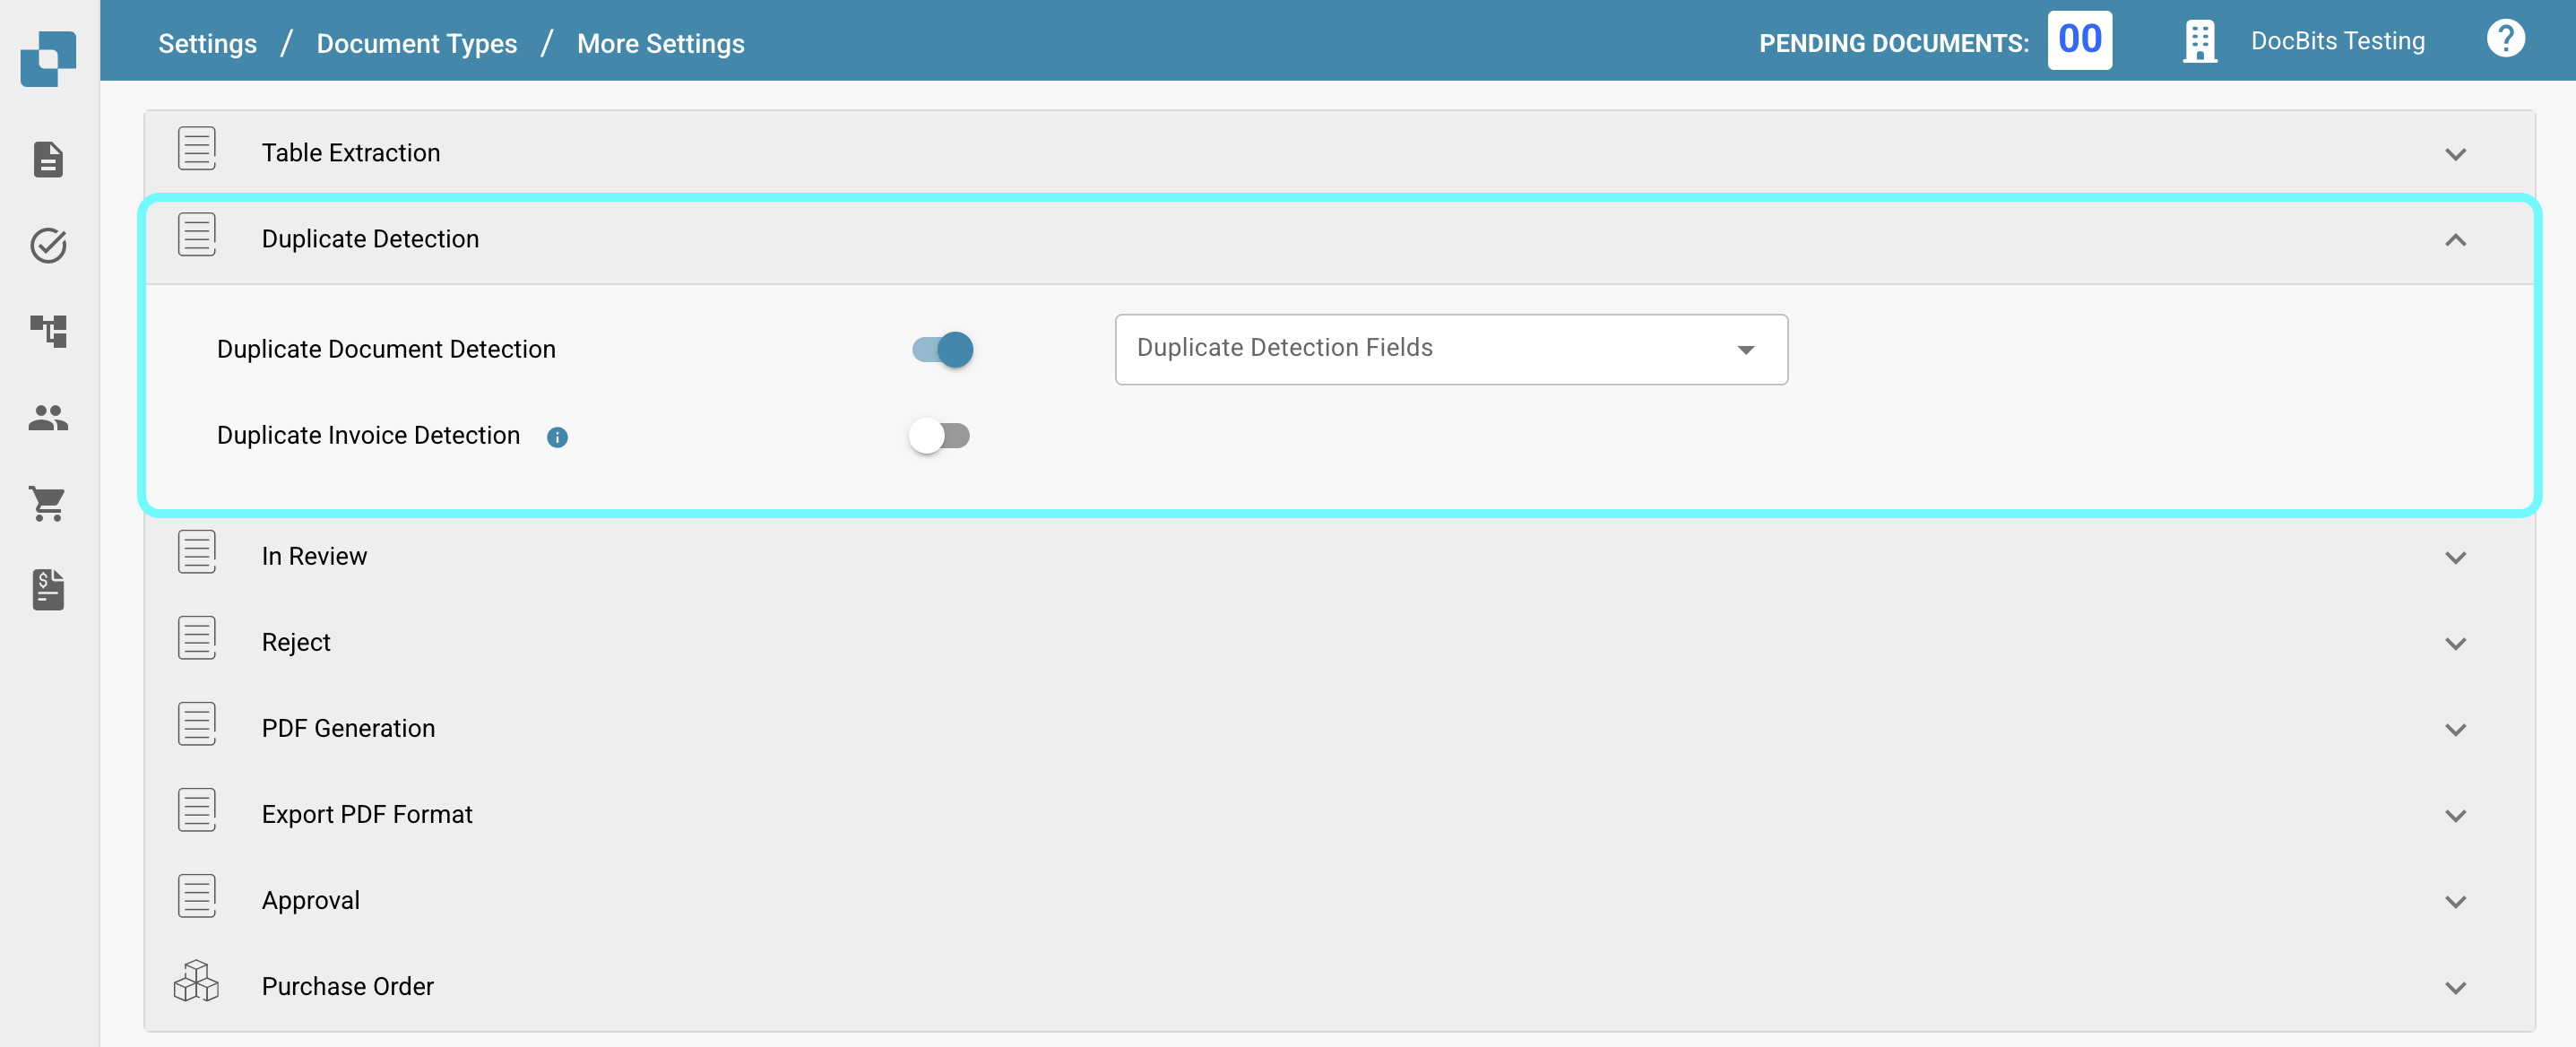 Settings / Document Types / More Settings
PENDING DOCUMENTS: 00 DocBits Testing ?
Table Extraction
Duplicate Detection
Duplicate Document Detection
Duplicate Detection Fields
Duplicate Invoice Detection i
In Review
Reject
PDF Generation
Export PDF Format
Approval
Purchase Order